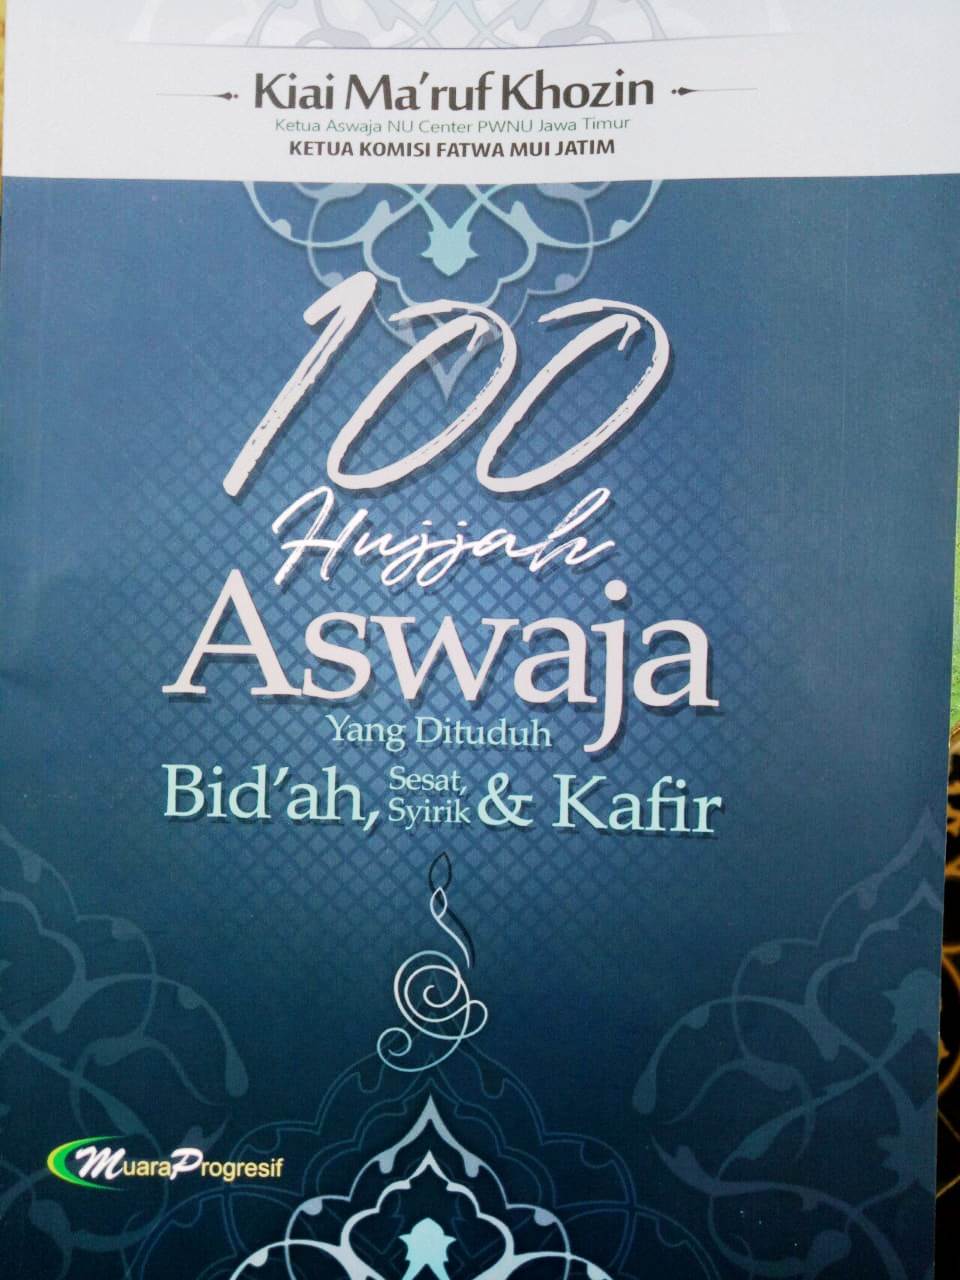 Kiai Ma'ruf Khozin
Ketua Aswaja NU Center PWNU Jawa Timur
KETUA KOMISI FATWA MUI JATIM
100
Hujjah
Aswaja
Yang Dituduh
Bid'ah, Sesat, Syirik & Kafir
MuaraProgresif